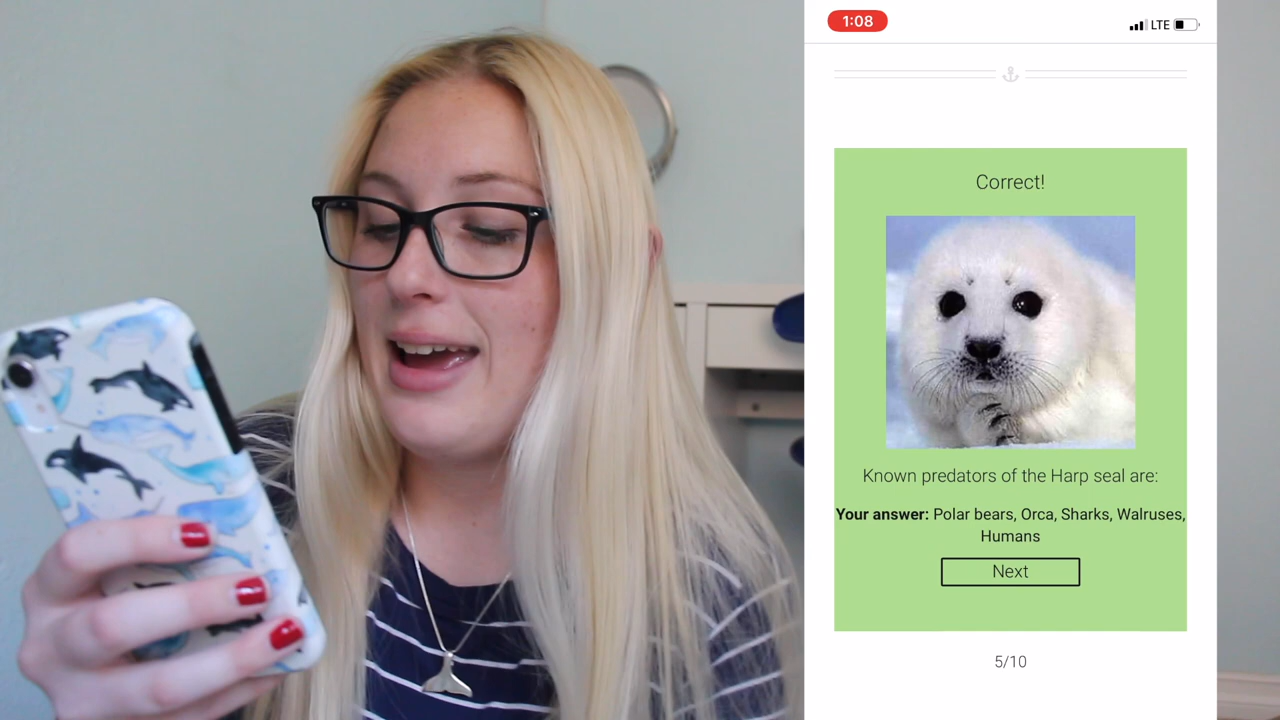 1:08
LTE
Correct!
Known predators of the Harp seal are:
Your answer: Polar bears, Orca, Sharks, Walruses,
Humans
Next
5/10